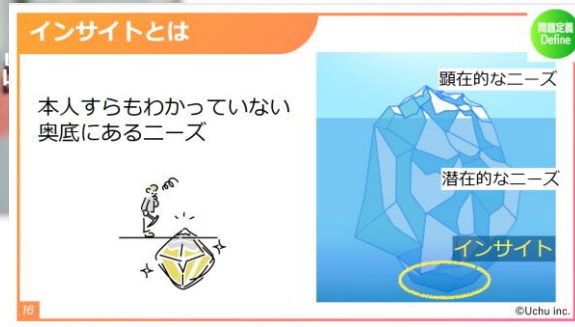 インサイトとは
問題定義
Define
本人すらもわかっていない
奥底にあるニーズ
顕在的なニーズ
潜在的なニーズ
インサイト
16
©Uchu inc.